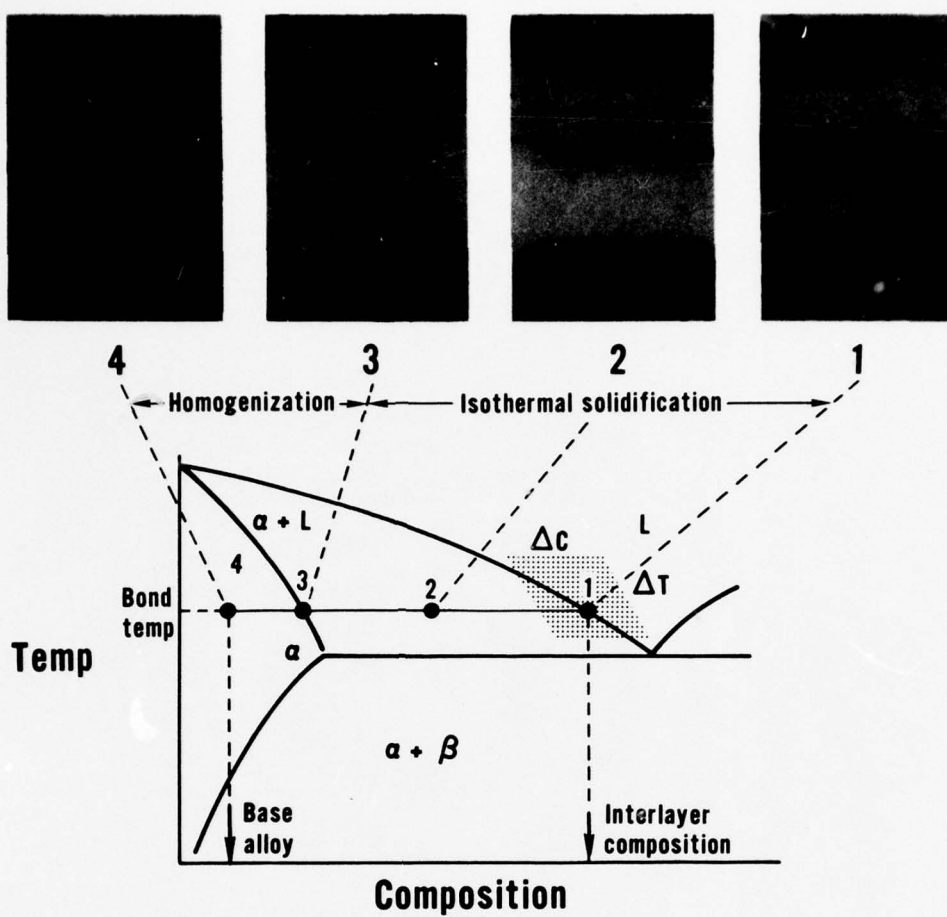 4 3 2 1
Homogenization Isothermal solidification
α + L
L
ΔC
ΔT
4
3
2
1
Bond
temp
Temp
α
α + β
Base
alloy
Interlayer
composition
Composition